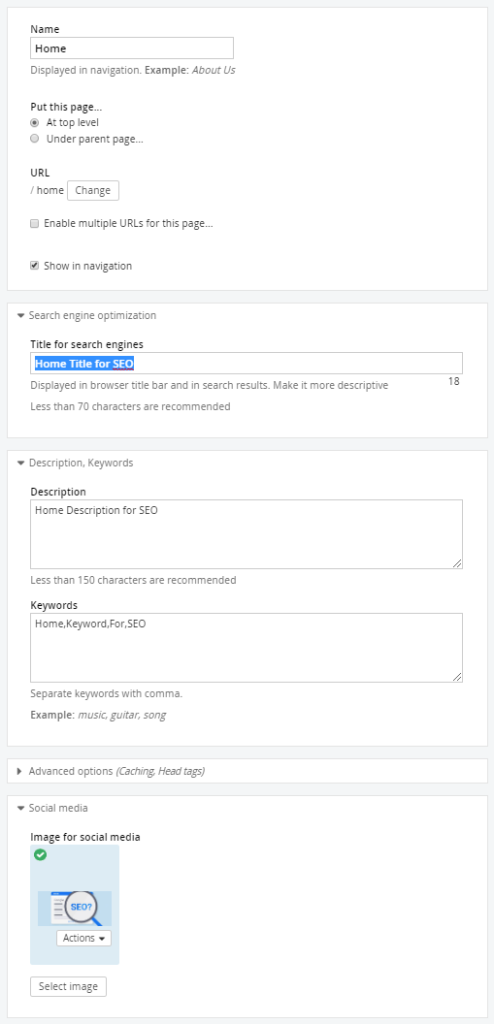 Name
Home
Displayed in navigation. Example: About Us
Put this page...
At top level
Under parent page...
URL
/ home Change
Enable multiple URLs for this page...
Show in navigation
Search engine optimization
Title for search engines
Home Title for SEO
Displayed in browser title bar and in search results. Make it more descriptive 18
Less than 70 characters are recommended
Description, Keywords
Description
Home Description for SEO
Less than 150 characters are recommended
Keywords
Home,Keyword,For,SEO
Separate keywords with comma.
Example: music, guitar, song
Advanced options (Caching, Head tags)
Social media
Image for social media
SEO?
Actions
Select image